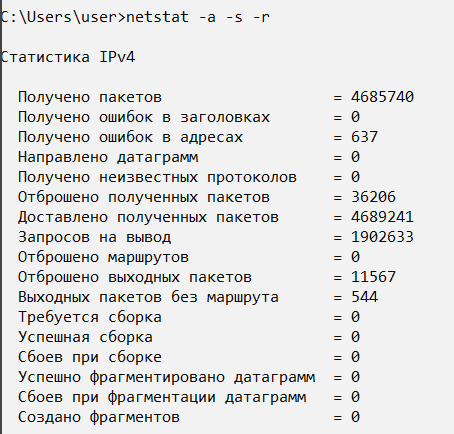 C:\Users\user>netstat -a -s -r
Статистика IPv4
Получено пакетов = 4685740
Получено ошибок в заголовках = 0
Получено ошибок в адресах = 637
Направлено датаграмм = 0
Получено неизвестных протоколов = 0
Отброшено полученных пакетов = 36206
Доставлено полученных пакетов = 4689241
Запросов на вывод = 1902633
Отброшено маршрутов = 0
Отброшено выходных пакетов = 11567
Выходных пакетов без маршрута = 544
Требуется сборка = 0
Успешная сборка = 0
Сбоев при сборке = 0
Успешно фрагментировано датаграмм = 0
Сбоев при фрагментации датаграмм = 0
Создано фрагментов = 0